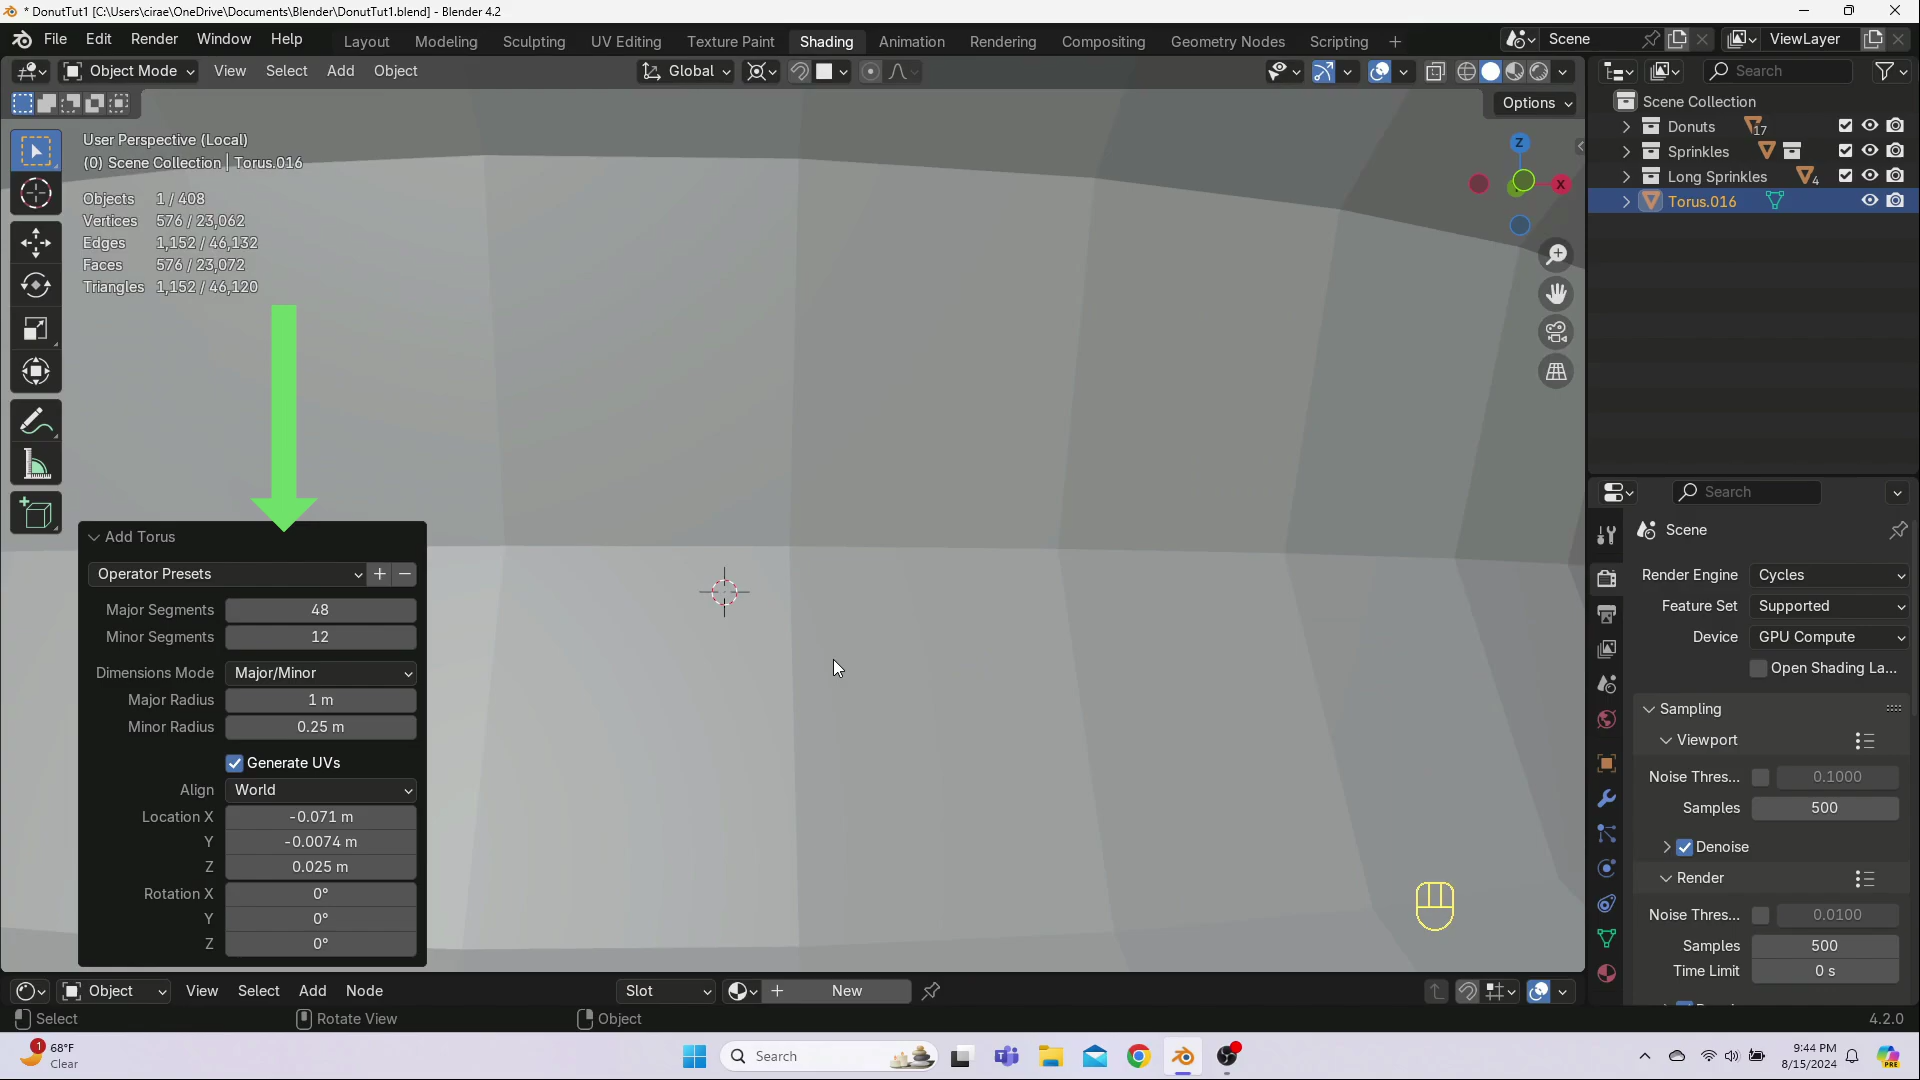 * DonutTut1 [C:\Users\cirae\OneDrive\Documents\Blender\DonutTut1.blend] - Blender 4.2
File Edit Render Window Help Layout Modeling Sculpting UV Editing Texture Paint Shading Animation Rendering Compositing Geometry Nodes Scripting + Scene ViewLayer
Object Mode View Select Add Object Global Search
Options
User Perspective (Local)
(0) Scene Collection | Torus.016
Objects 1 / 408
Vertices 576 / 23,062
Edges 1,152 / 46,132
Faces 576 / 23,072
Triangles 1,152 / 46,120
Z
X
Scene Collection
Donuts 17
Sprinkles
Long Sprinkles 4
Torus.016
Add Torus
Operator Presets + −
Major Segments 48
Minor Segments 12
Dimensions Mode Major/Minor
Major Radius 1 m
Minor Radius 0.25 m
Generate UVs
Align World
Location X -0.071 m
Y -0.0074 m
Z 0.025 m
Rotation X 0°
Y 0°
Z 0°
Search
Scene
Render Engine Cycles
Feature Set Supported
Device GPU Compute
Open Shading La...
Sampling
Viewport
Noise Thres... 0.1000
Samples 500
Denoise
Render
Noise Thres... 0.0100
Samples 500
Time Limit 0 s
Object View Select Add Node Slot + New
Select Rotate View Object 4.2.0
1 68°F
Clear
Search
9:44 PM
8/15/2024
PRE